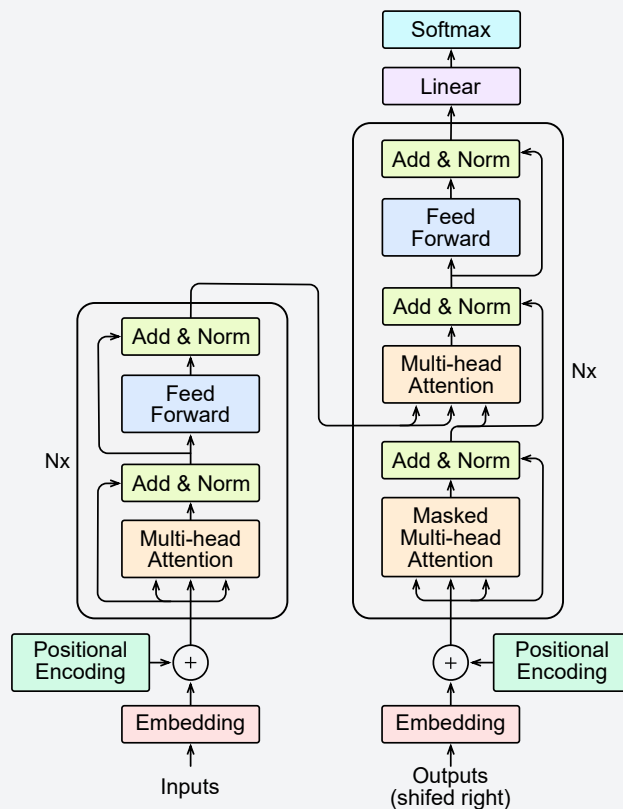 Softmax
Linear
Add & Norm
Feed
Forward
Add & Norm
Multi-head
Attention
Nx
Add & Norm
Masked
Multi-head
Attention
Positional
Encoding
+
Embedding
Outputs
(shifed right)
Add & Norm
Feed
Forward
Nx
Add & Norm
Multi-head
Attention
Positional
Encoding
+
Embedding
Inputs